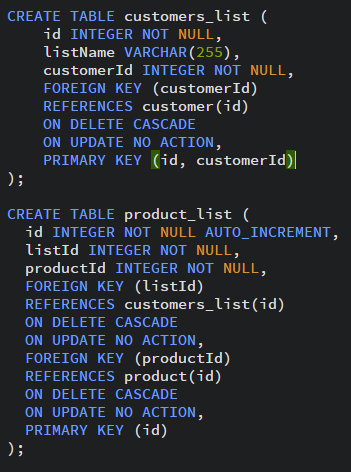 CREATE TABLE customers_list (
    id INTEGER NOT NULL,
    listName VARCHAR(255),
    customerId INTEGER NOT NULL,
    FOREIGN KEY (customerId)
    REFERENCES customer(id)
    ON DELETE CASCADE
    ON UPDATE NO ACTION,
    PRIMARY KEY (id, customerId)
);
CREATE TABLE product_list (
  id INTEGER NOT NULL AUTO_INCREMENT,
  listId INTEGER NOT NULL,
  productId INTEGER NOT NULL,
  FOREIGN KEY (listId)
  REFERENCES customers_list(id)
  ON DELETE CASCADE
  ON UPDATE NO ACTION,
  FOREIGN KEY (productId)
  REFERENCES product(id)
  ON DELETE CASCADE
  ON UPDATE NO ACTION,
  PRIMARY KEY (id)
);